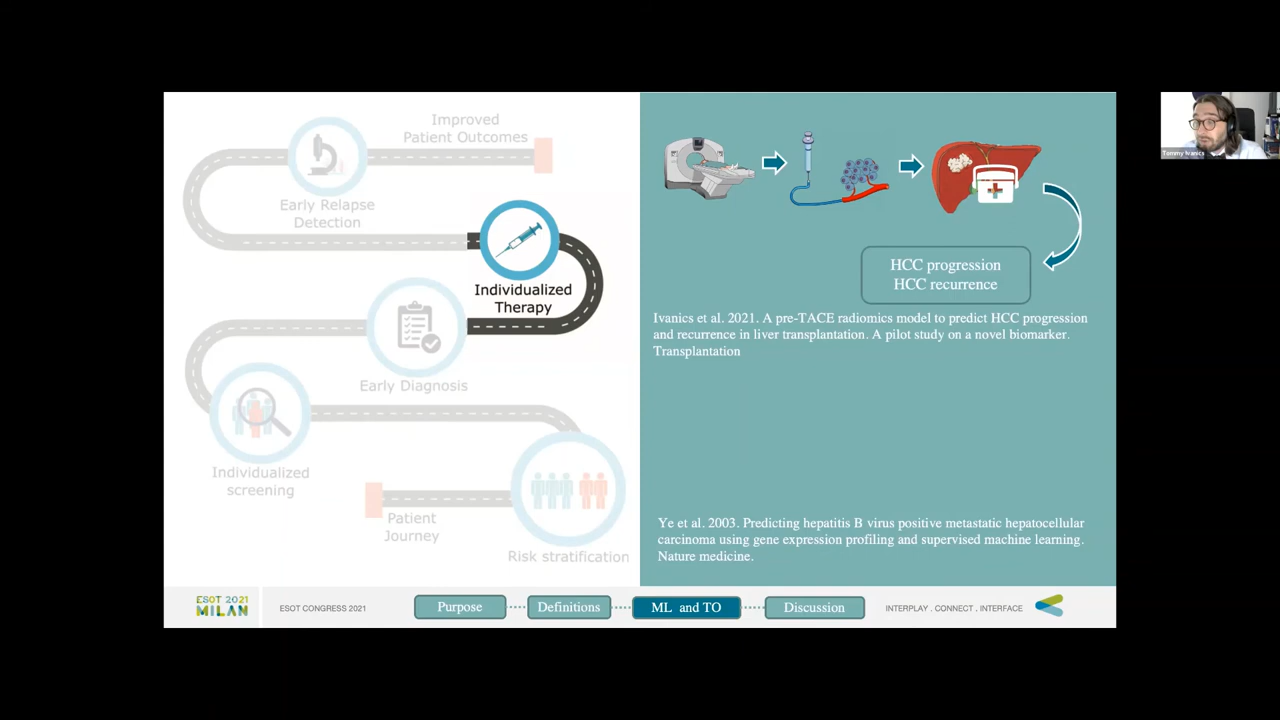 Improved
Patient Outcomes
Early Relapse
Detection
Individualized
Therapy
Early Diagnosis
Individualized
screening
Patient
Journey
Risk stratification
HCC progression
HCC recurrence
Ivanics et al. 2021. A pre-TACE radiomics model to predict HCC progression
and recurrence in liver transplantation. A pilot study on a novel biomarker.
Transplantation
Ye et al. 2003. Predicting hepatitis B virus positive metastatic hepatocellular
carcinoma using gene expression profiling and supervised machine learning.
Nature medicine.
Tommy Ivanics
ESOT 2021
MILAN
ESOT CONGRESS 2021
Purpose
Definitions
ML and TO
Discussion
INTERPLAY . CONNECT . INTERFACE